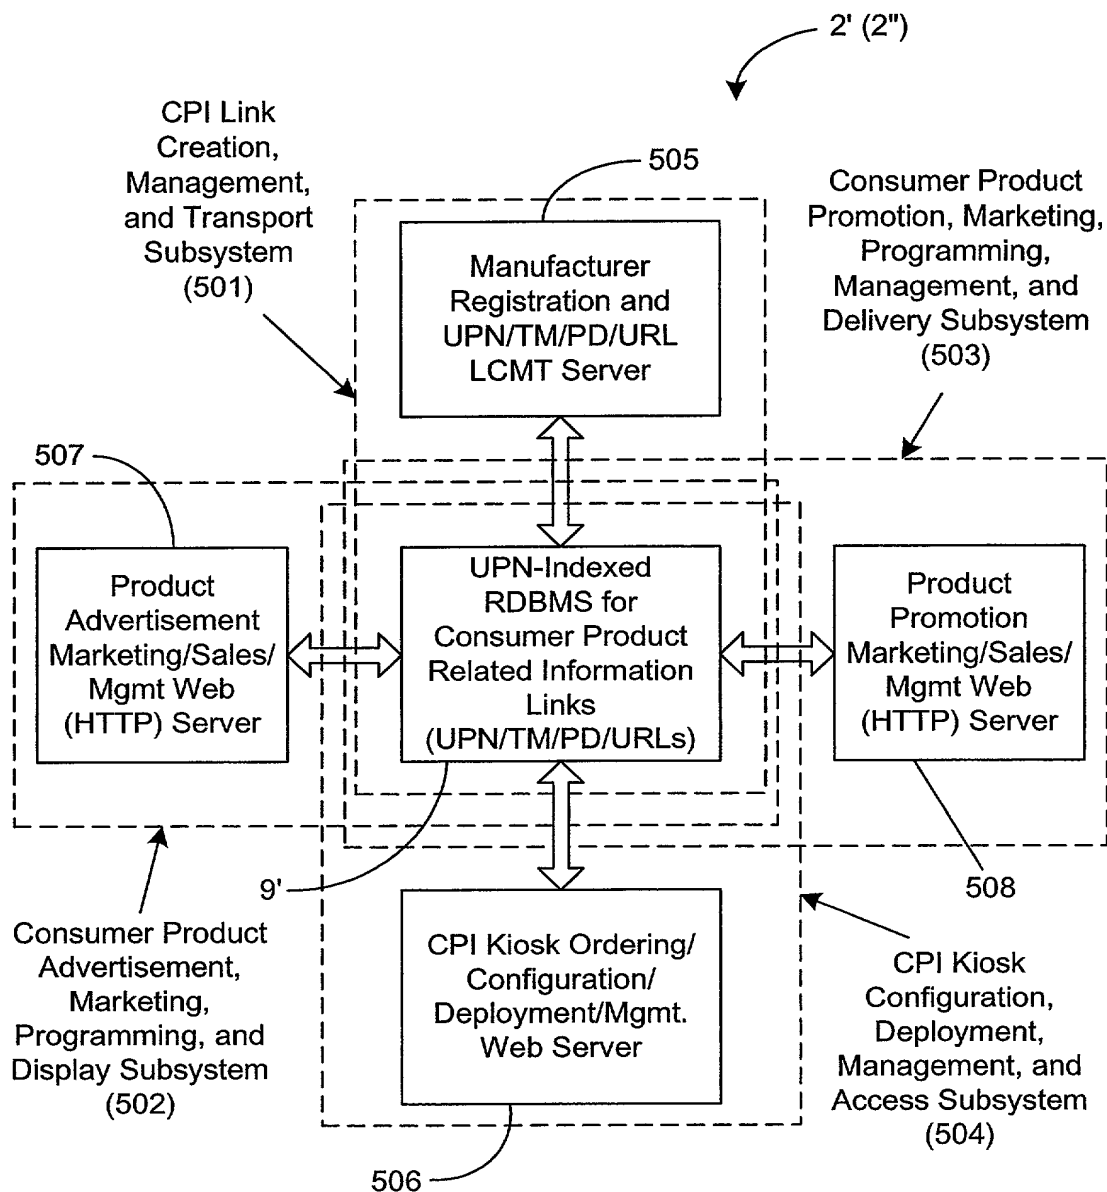 2' (2")
CPI Link
Creation,
Management,
and Transport
Subsystem
(501)
505
Consumer Product
Promotion, Marketing,
Programming,
Management, and
Delivery Subsystem
(503)
Manufacturer
Registration and
UPN/TM/PD/URL
LCMT Server
507
Product
Advertisement
Marketing/Sales/
Mgmt Web
(HTTP) Server
UPN-Indexed
RDBMS for
Consumer Product
Related Information
Links
(UPN/TM/PD/URLs)
Product
Promotion
Marketing/Sales/
Mgmt Web
(HTTP) Server
9'
508
Consumer Product
Advertisement,
Marketing,
Programming, and
Display Subsystem
(502)
CPI Kiosk Ordering/
Configuration/
Deployment/Mgmt.
Web Server
CPI Kiosk
Configuration,
Deployment,
Management, and
Access Subsystem
(504)
506